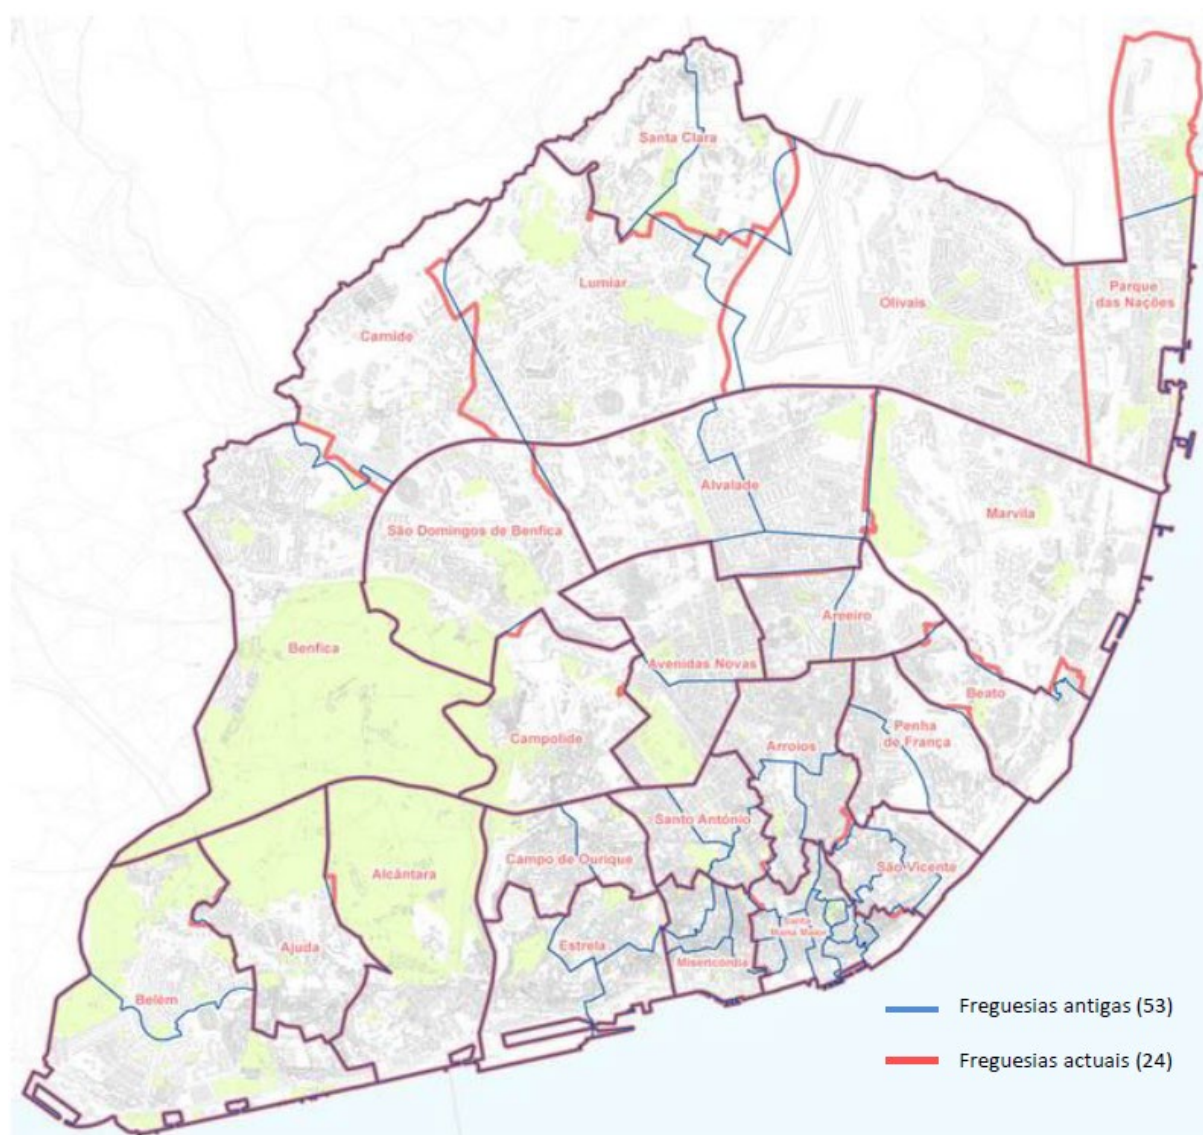 Santa Clara
Lumiar
Olivais
Parque
das Nações
Carnide
Alvalade
Marvila
São Domingos de Benfica
Areeiro
Benfica
Avenidas Novas
Beato
Penha
de França
Campolide
Arroios
Santo António
Campo de Ourique
São Vicente
Alcântara
Santa
Maria Maior
Estrela
Ajuda
Misericórdia
Belém
Freguesias antigas (53)
Freguesias actuais (24)